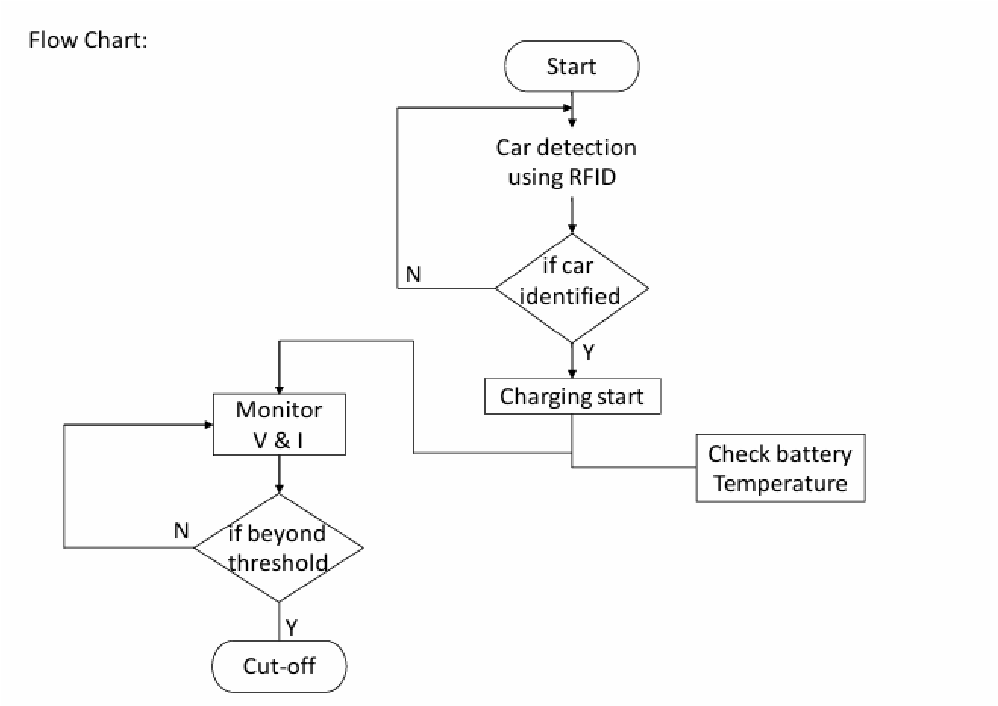 Flow Chart:
Start
Car detection
using RFID
if car
identified
N
Y
Charging start
Monitor
V & I
Check battery
Temperature
if beyond
threshold
N
Y
Cut-off